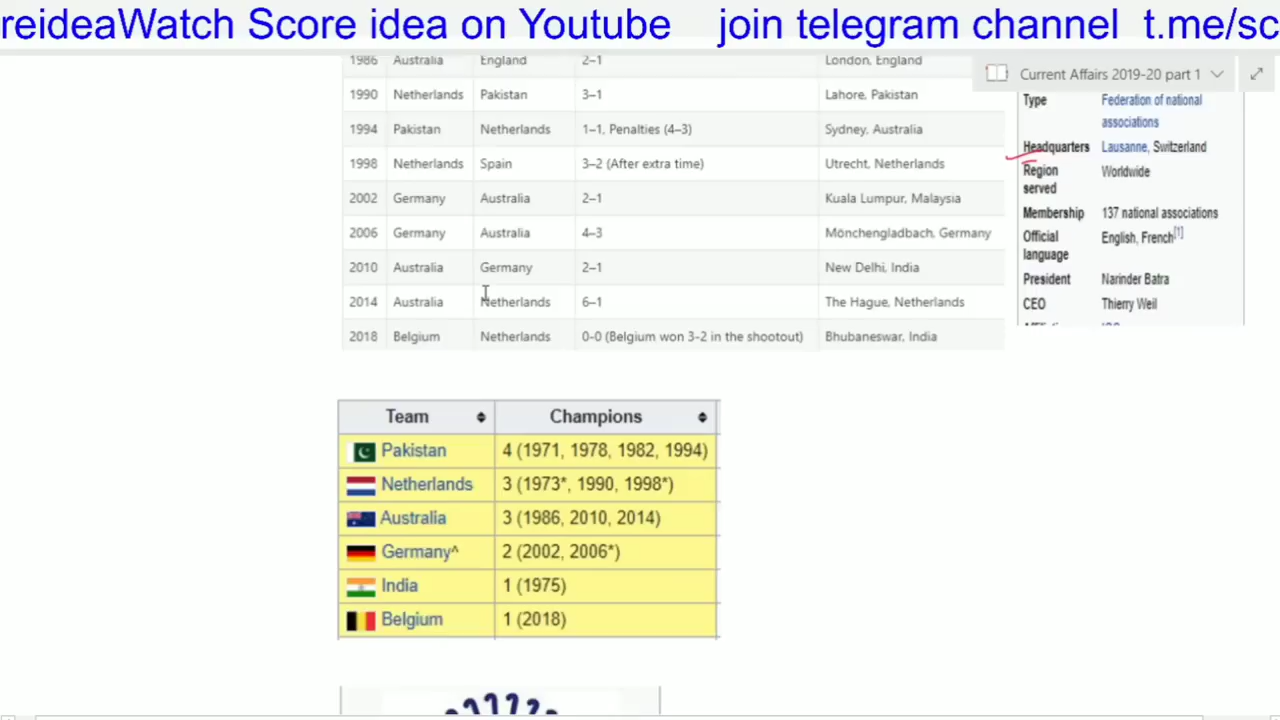 reideaWatch Score idea on Youtube join telegram channel t.me/sc
1986 Australia England 2–1 London, England
1990 Netherlands Pakistan 3–1 Lahore, Pakistan
1994 Pakistan Netherlands 1–1, Penalties (4–3) Sydney, Australia
1998 Netherlands Spain 3–2 (After extra time) Utrecht, Netherlands
2002 Germany Australia 2–1 Kuala Lumpur, Malaysia
2006 Germany Australia 4–3 Mönchengladbach, Germany
2010 Australia Germany 2–1 New Delhi, India
2014 Australia Netherlands 6–1 The Hague, Netherlands
2018 Belgium Netherlands 0-0 (Belgium won 3-2 in the shootout) Bhubaneswar, India
Current Affairs 2019-20 part 1
Type Federation of national
associations
Headquarters Lausanne, Switzerland
Region Worldwide
served
Membership 137 national associations
Official English, French[1]
language
President Narinder Batra
CEO Thierry Weil
Team Champions
Pakistan 4 (1971, 1978, 1982, 1994)
Netherlands 3 (1973*, 1990, 1998*)
Australia 3 (1986, 2010, 2014)
Germany^ 2 (2002, 2006*)
India 1 (1975)
Belgium 1 (2018)